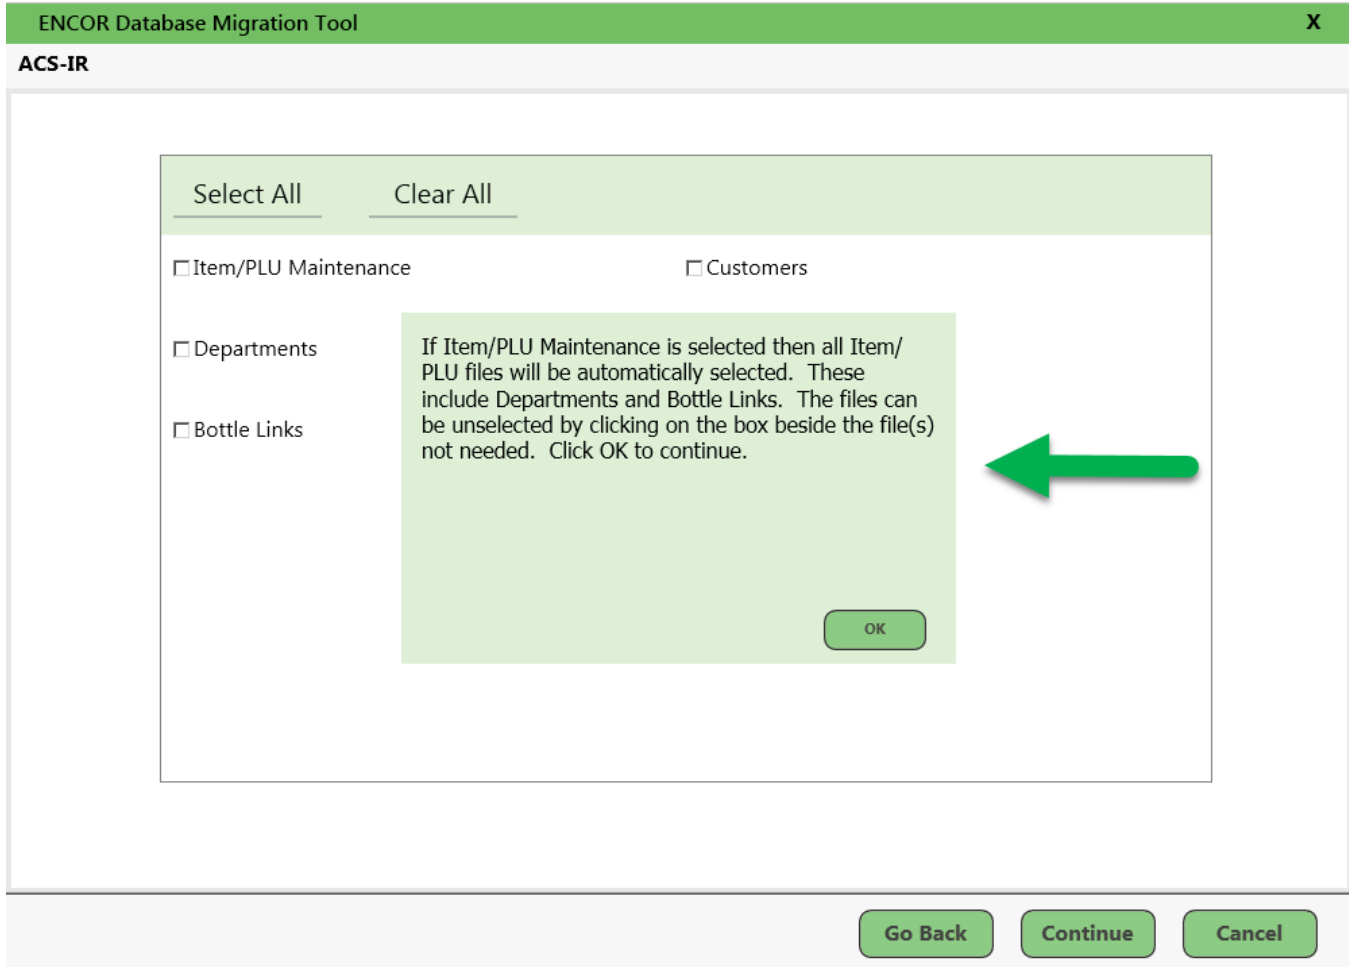 ENCOR Database Migration Tool X
ACS-IR
Select All Clear All
Item/PLU Maintenance Customers
Departments
Bottle Links
If Item/PLU Maintenance is selected then all Item/
PLU files will be automatically selected.  These
include Departments and Bottle Links.  The files can
be unselected by clicking on the box beside the file(s)
not needed.  Click OK to continue.
OK
Go Back Continue Cancel